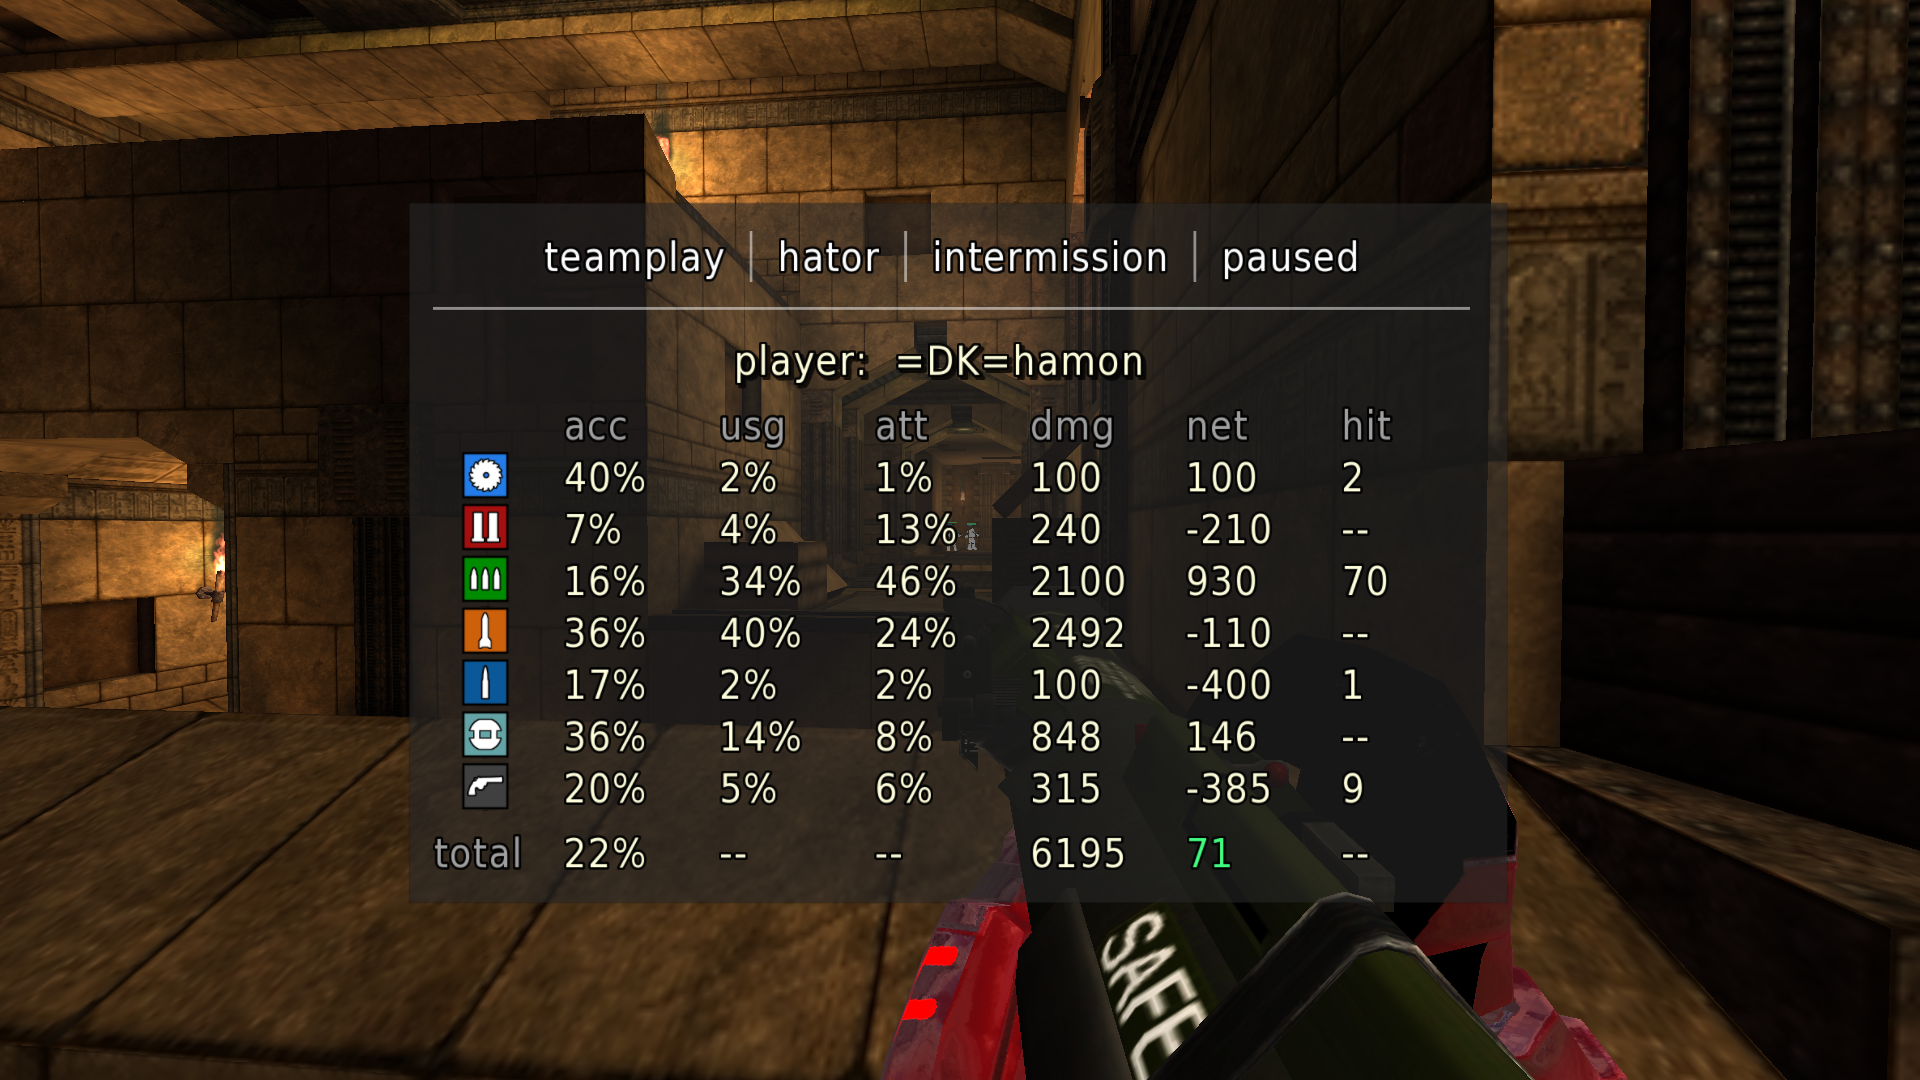 teamplay | hator | intermission | paused
player: =DK=hamon
acc usg att dmg net hit
40% 2% 1% 100 100 2
7% 4% 13% 240 -210 --
16% 34% 46% 2100 930 70
36% 40% 24% 2492 -110 --
17% 2% 2% 100 -400 1
36% 14% 8% 848 146 --
20% 5% 6% 315 -385 9
total 22% -- -- 6195 71 --
SAFE